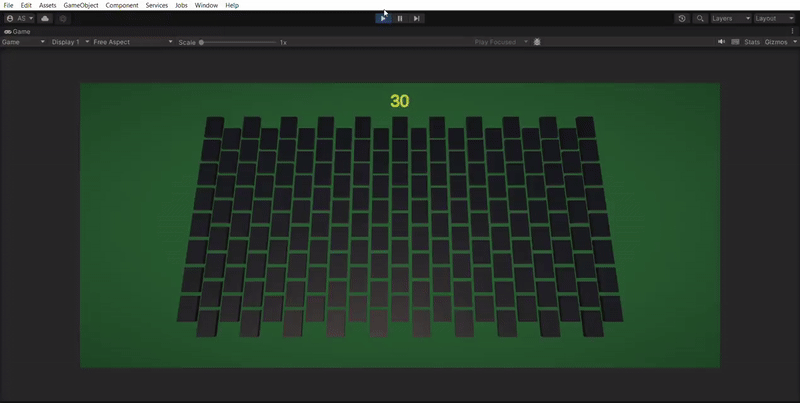 File Edit Assets GameObject Component Services Jobs Window Help
AS Layers Layout
Game
Game Display 1 Free Aspect Scale 1x Play Focused Stats Gizmos
30